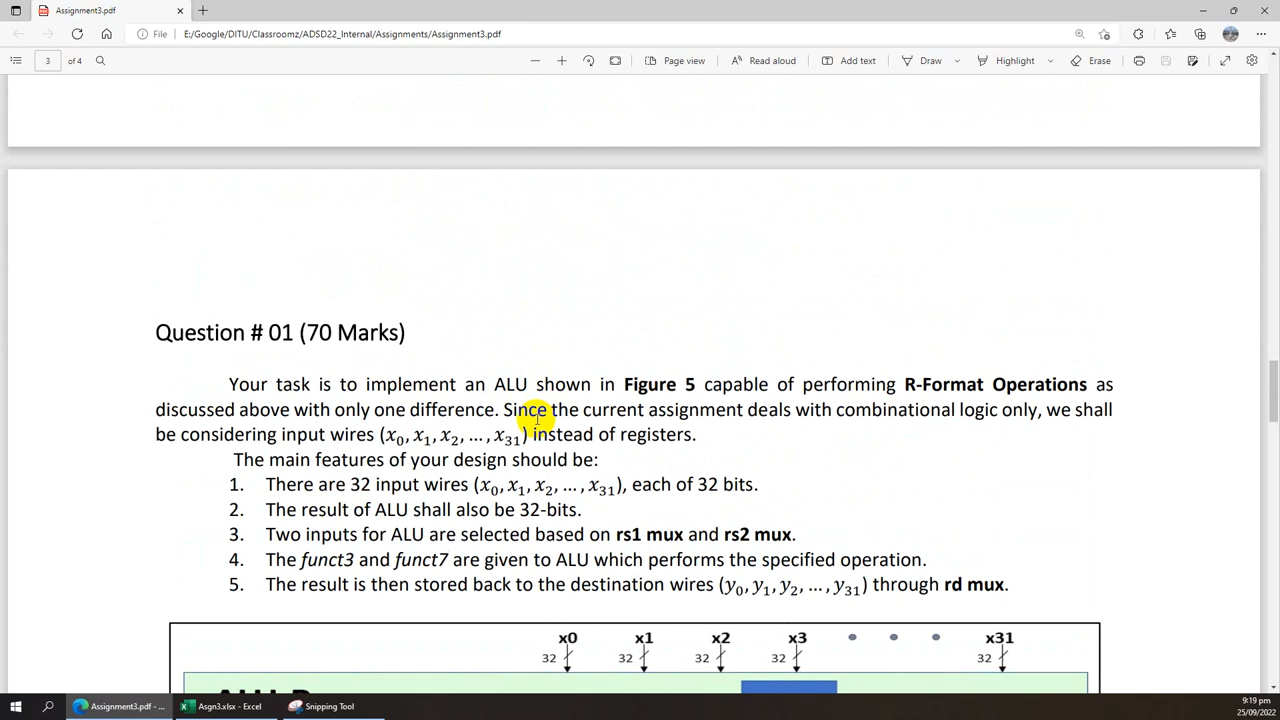 Assignment3.pdf
File
E:/Google/DITU/Classroomz/ADSD22_Internal/Assignments/Assignment3.pdf
3 of 4
Page view
Read aloud
Add text
Draw
Highlight
Erase
Question # 01 (70 Marks)
Your task is to implement an ALU shown in Figure 5 capable of performing R-Format Operations as
discussed above with only one difference. Since the current assignment deals with combinational logic only, we shall
be considering input wires (x₀, x₁, x₂, … , x₃₁) instead of registers.
The main features of your design should be:
1. There are 32 input wires (x₀, x₁, x₂, … , x₃₁), each of 32 bits.
2. The result of ALU shall also be 32-bits.
3. Two inputs for ALU are selected based on rs1 mux and rs2 mux.
4. The funct3 and funct7 are given to ALU which performs the specified operation.
5. The result is then stored back to the destination wires (y₀, y₁, y₂, … , y₃₁) through rd mux.
x0 x1 x2 x3 x31
32 32 32 32 32
Assignment3.pdf - ...
Asgn3.xlsx - Excel
Snipping Tool
9:19 pm
25/09/2022